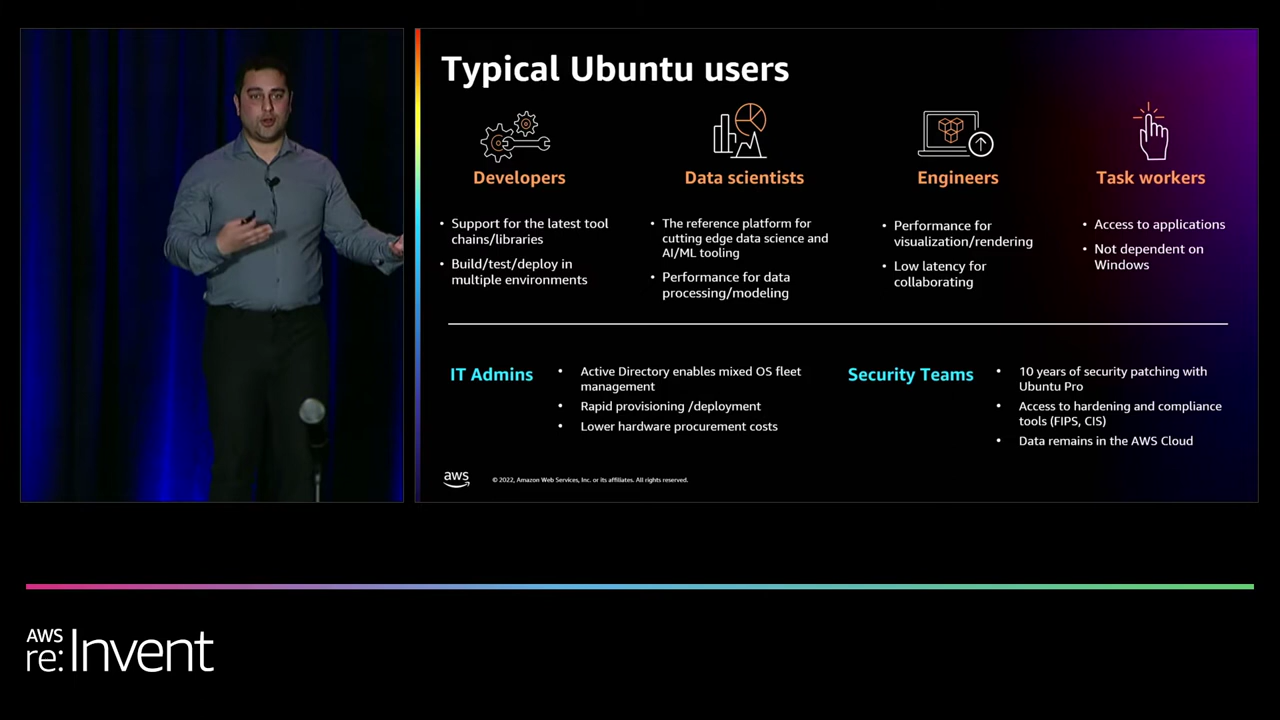 Typical Ubuntu users
Developers
• Support for the latest tool
chains/libraries
• Build/test/deploy in
multiple environments
Data scientists
• The reference platform for
cutting edge data science and
AI/ML tooling
• Performance for data
processing/modeling
Engineers
• Performance for
visualization/rendering
• Low latency for
collaborating
Task workers
• Access to applications
• Not dependent on
Windows
IT Admins
• Active Directory enables mixed OS fleet
management
• Rapid provisioning /deployment
• Lower hardware procurement costs
Security Teams
• 10 years of security patching with
Ubuntu Pro
• Access to hardening and compliance
tools (FIPS, CIS)
• Data remains in the AWS Cloud
aws
© 2022, Amazon Web Services, Inc. or its affiliates. All rights reserved.
AWS
re:Invent